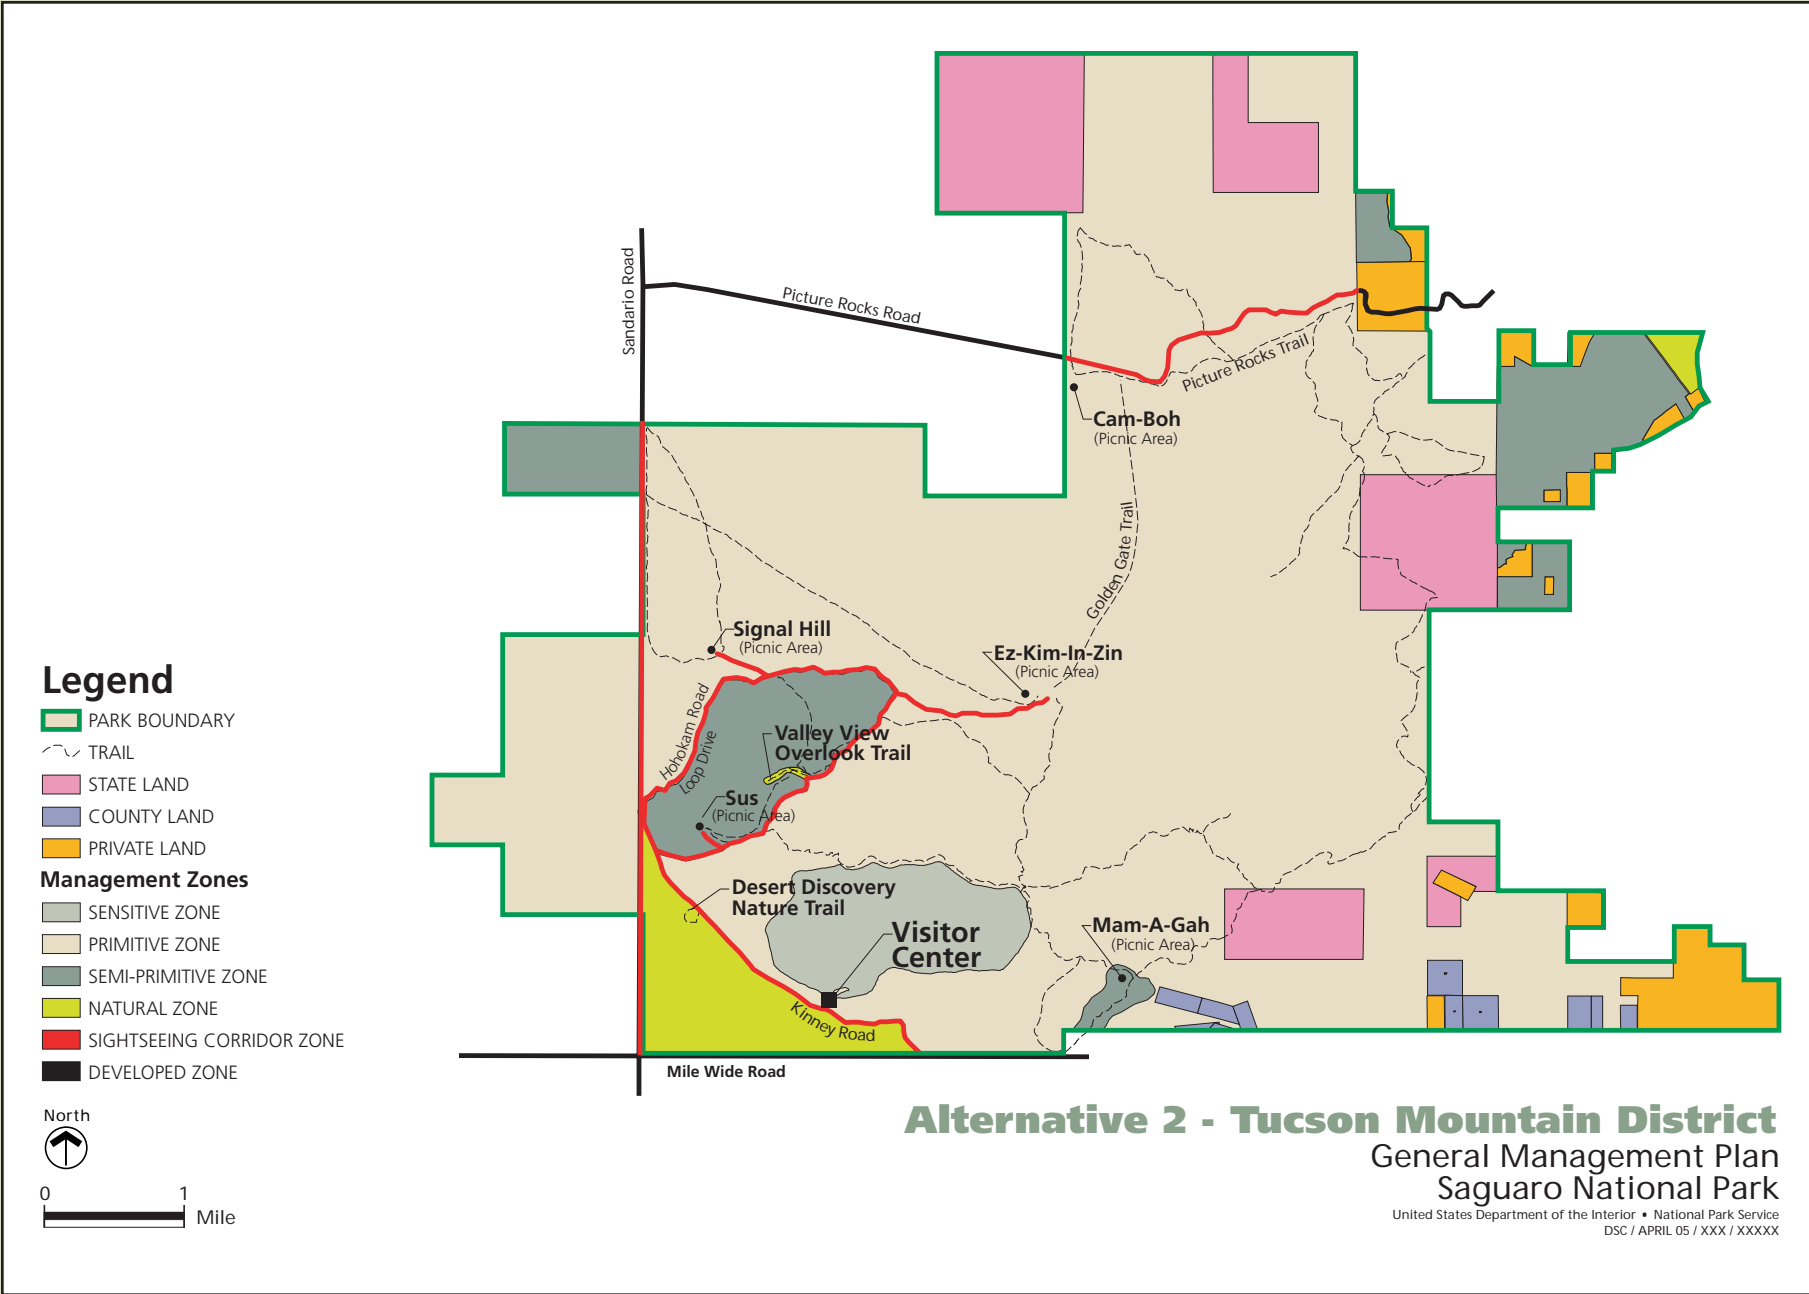 Sandario Road
Picture Rocks Road
Picture Rocks Trail
Cam-Boh
(Picnic Area)
Golden Gate Trail
Signal Hill
(Picnic Area)
Ez-Kim-In-Zin
(Picnic Area)
Hohokam Road
Loop Drive
Valley View
Overlook Trail
Sus
(Picnic Area)
Desert Discovery
Nature Trail
Visitor
Center
Mam-A-Gah
(Picnic Area)
Kinney Road
Mile Wide Road
Legend
PARK BOUNDARY
TRAIL
STATE LAND
COUNTY LAND
PRIVATE LAND
Management Zones
SENSITIVE ZONE
PRIMITIVE ZONE
SEMI-PRIMITIVE ZONE
NATURAL ZONE
SIGHTSEEING CORRIDOR ZONE
DEVELOPED ZONE
North
0 1
Mile
Alternative 2 - Tucson Mountain District
General Management Plan
Saguaro National Park
United States Department of the Interior • National Park Service
DSC / APRIL 05 / XXX / XXXXX